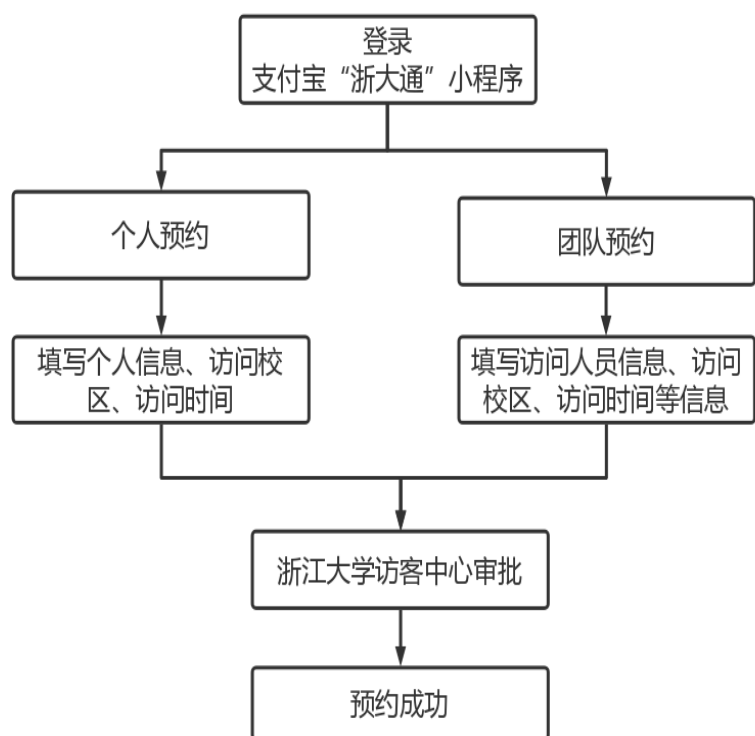 登录
支付宝“浙大通”小程序
个人预约
团队预约
填写个人信息、访问校
区、访问时间
填写访问人员信息、访问
校区、访问时间等信息
浙江大学访客中心审批
预约成功